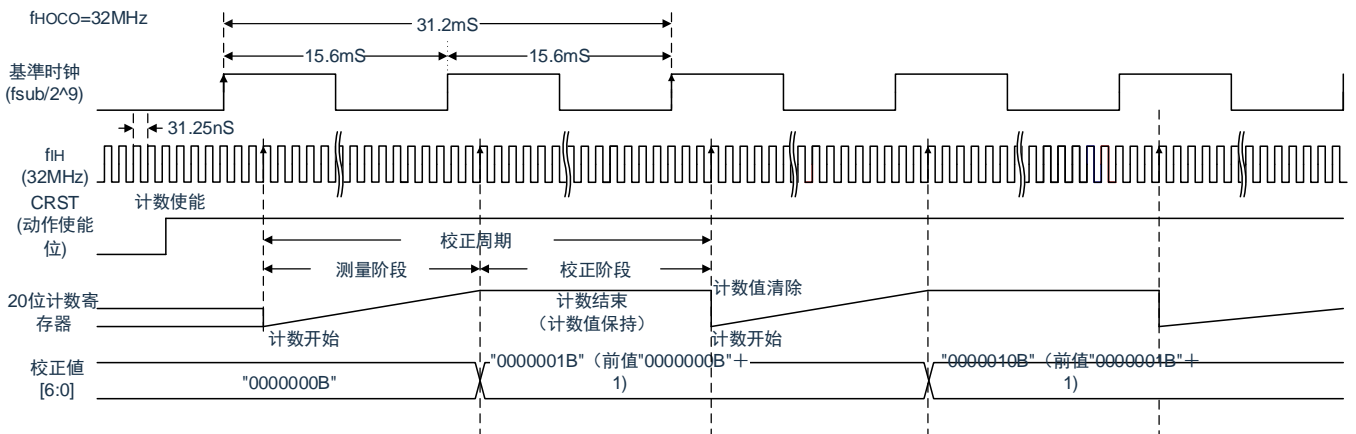 fHOCO=32MHz
31.2mS
15.6mS
15.6mS
基準时钟
(fsub/2^9)
31.25nS
fIH
(32MHz)
CRST
(动作使能
位)
计数使能
校正周期
测量阶段
校正阶段
20位计数寄
存器
计数开始
计数结束
（计数值保持）
计数值清除
计数开始
校正値
[6:0]
"0000000B"
"0000001B"（前值"0000000B"＋
1)
"0000010B"（前值"0000001B"＋
1)